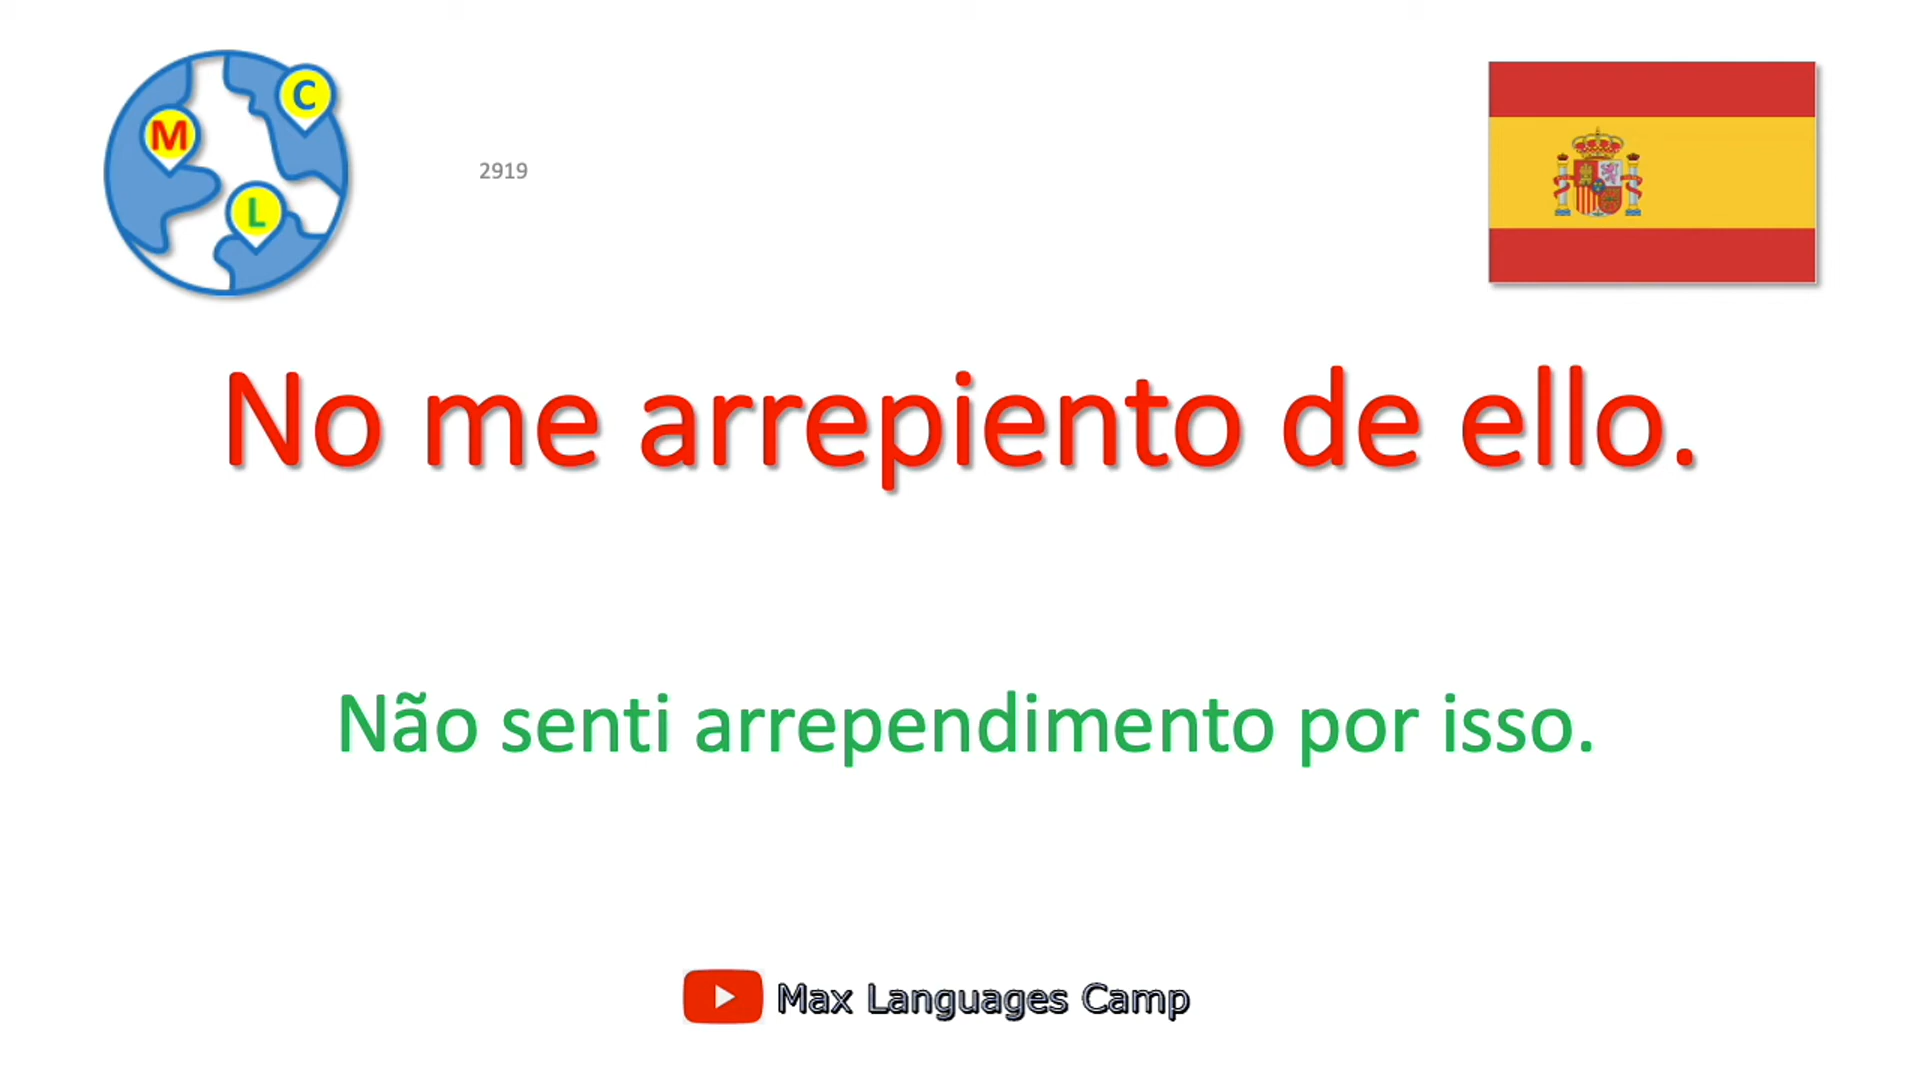 C
M
L
2919
No me arrepiento de ello.
Não senti arrependimento por isso.
Max Languages Camp